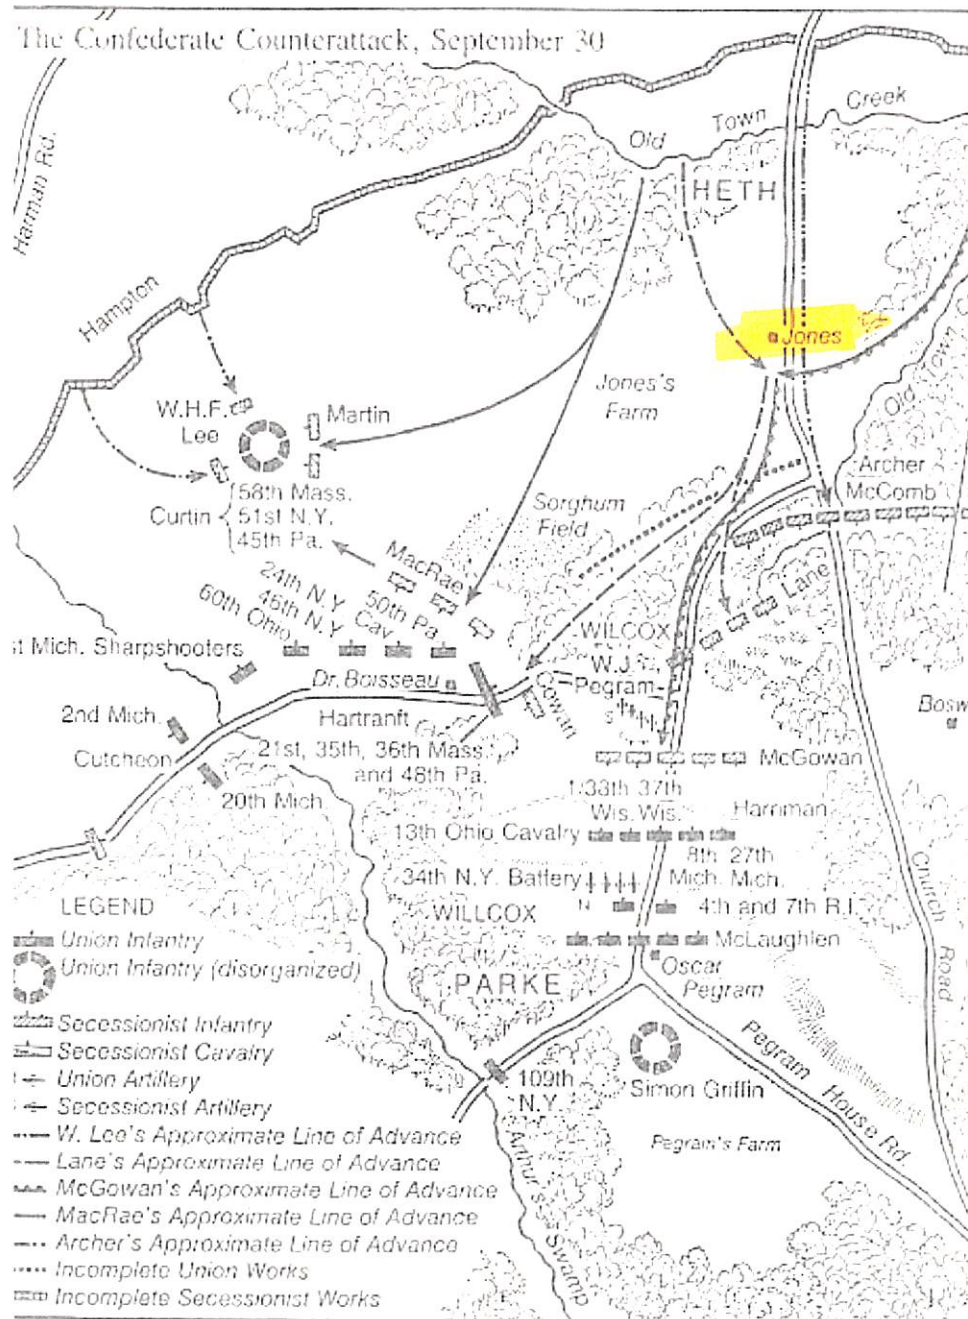 The Confederate Counterattack, September 30
Harman Rd.
Old Town Creek
HETH
Hampton
Jones
Jones's
Farm
Old Town C
W.H.F.
Lee
Martin
Archer
McComb
Curtin
58th Mass.
51st N.Y.
45th Pa.
Sorghum
Field
MacRae
24th N.Y.
Cav
50th Pa.
46th N.Y.
60th Ohio
Lane
WILCOX
st Mich. Sharpshooters
W.J.
Pegram
S
Gowan
Dr. Boisseau
Bosw
2nd Mich.
Hartranft
Cutcheon
21st, 35th, 36th Mass.
and 48th Pa.
McGowan
20th Mich.
1/38th 37th
Wis. Wis.
Harriman
13th Ohio Cavalry
8th 27th
Mich. Mich.
34th N.Y. Battery
N
4th and 7th R.I.
WILLCOX
McLaughlen
Oscar
Pegram
PARKE
Church Road
109th
N.Y.
Simon Griffin
Pegram House Rd
Pegram's Farm
Arthur's Swamp
LEGEND
Union Infantry
Union Infantry (disorganized)
Secessionist Infantry
Secessionist Cavalry
Union Artillery
Secessionist Artillery
W. Lee's Approximate Line of Advance
Lane's Approximate Line of Advance
McGowan's Approximate Line of Advance
MacRae's Approximate Line of Advance
Archer's Approximate Line of Advance
Incomplete Union Works
Incomplete Secessionist Works